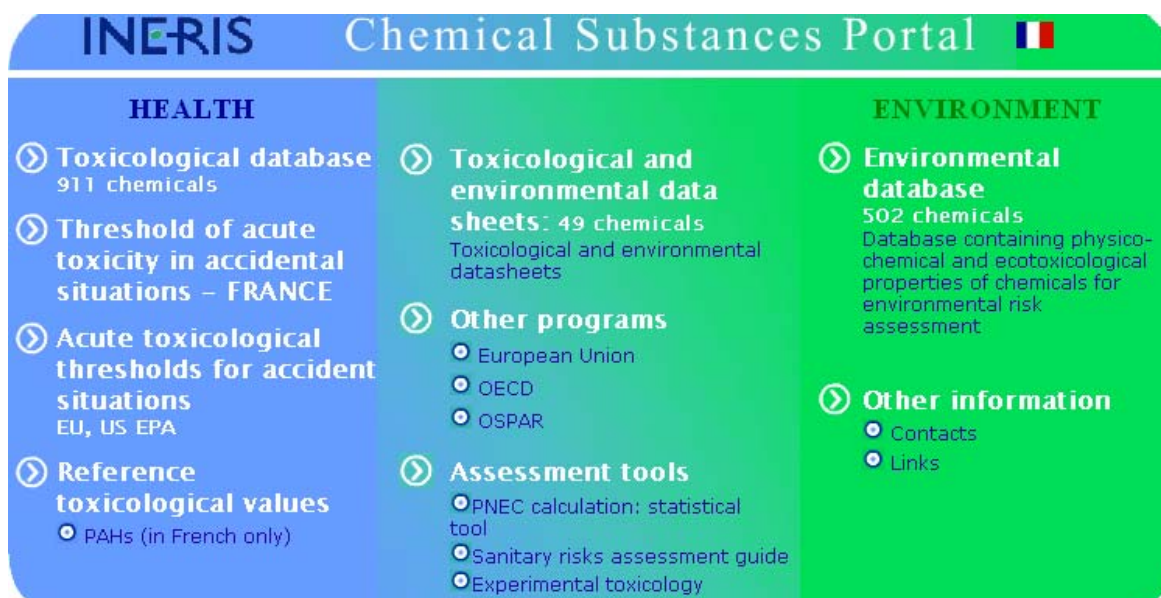 INERIS Chemical Substances Portal
HEALTH
Toxicological database
911 chemicals
Threshold of acute
toxicity in accidental
situations – FRANCE
Acute toxicological
thresholds for accident
situations
EU, US EPA
Reference
toxicological values
PAHs (in French only)
Toxicological and
environmental data
sheets: 49 chemicals
Toxicological and environmental
datasheets
Other programs
European Union
OECD
OSPAR
Assessment tools
PNEC calculation: statistical
tool
Sanitary risks assessment guide
Experimental toxicology
ENVIRONMENT
Environmental
database
502 chemicals
Database containing physico-
chemical and ecotoxicological
properties of chemicals for
environmental risk
assessment
Other information
Contacts
Links